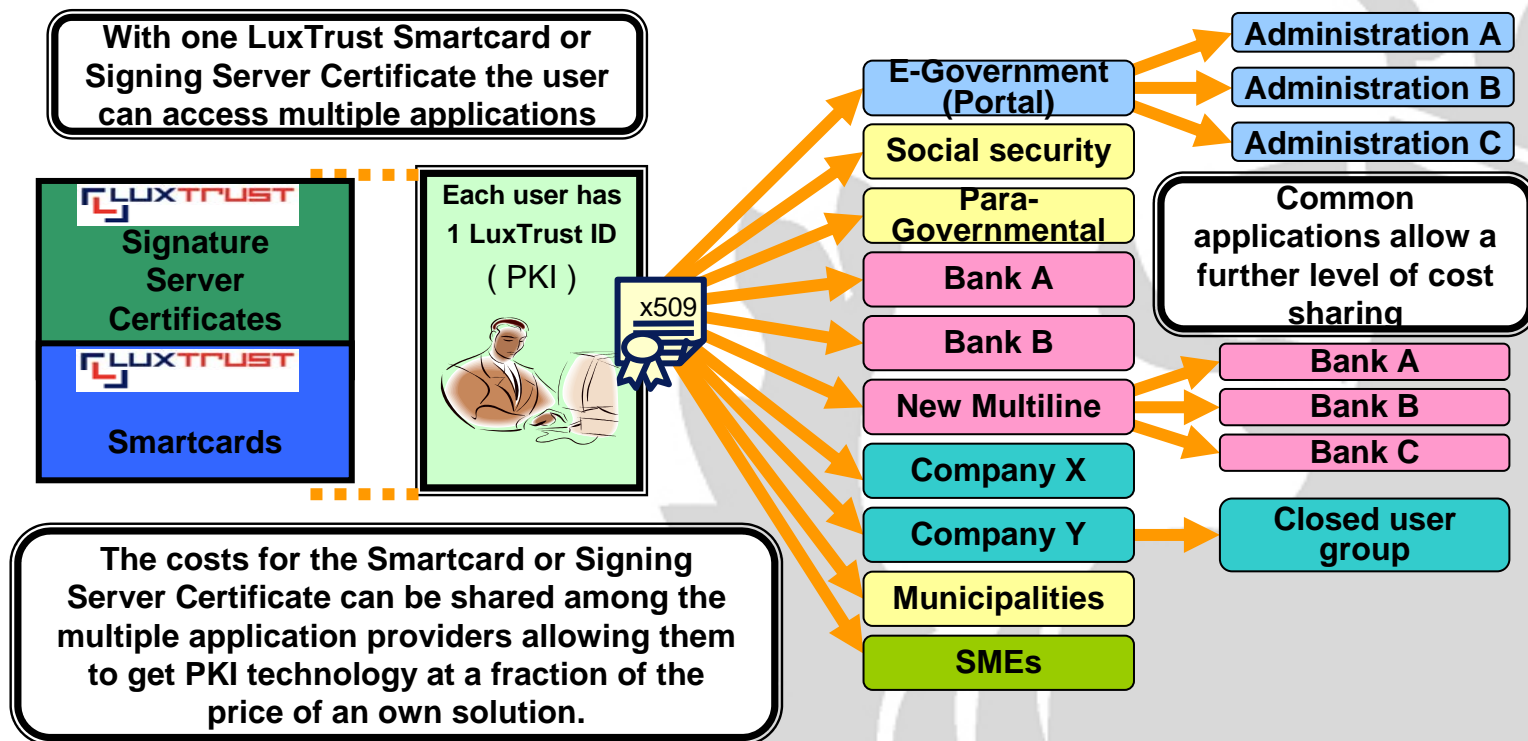 With one LuxTrust Smartcard or
Signing Server Certificate the user
can access multiple applications
LUXTRUST
Signature
Server
Certificates
LUXTRUST
Smartcards
Each user has
1 LuxTrust ID
( PKI )
x509
E-Government
(Portal)
Social security
Para-
Governmental
Bank A
Bank B
New Multiline
Company X
Company Y
Municipalities
SMEs
Administration A
Administration B
Administration C
Common
applications allow a
further level of cost
sharing
Bank A
Bank B
Bank C
Closed user
group
The costs for the Smartcard or Signing
Server Certificate can be shared among the
multiple application providers allowing them
to get PKI technology at a fraction of the
price of an own solution.